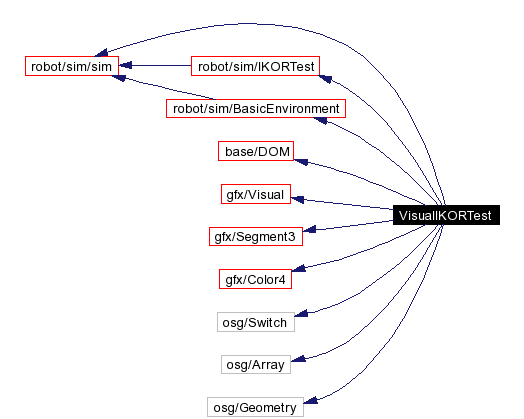 robot/sim/sim
robot/sim/IKORTest
robot/sim/BasicEnvironment
base/DOM
gfx/Visual
VisualIKORTest
gfx/Segment3
gfx/Color4
osg/Switch
osg/Array
osg/Geometry